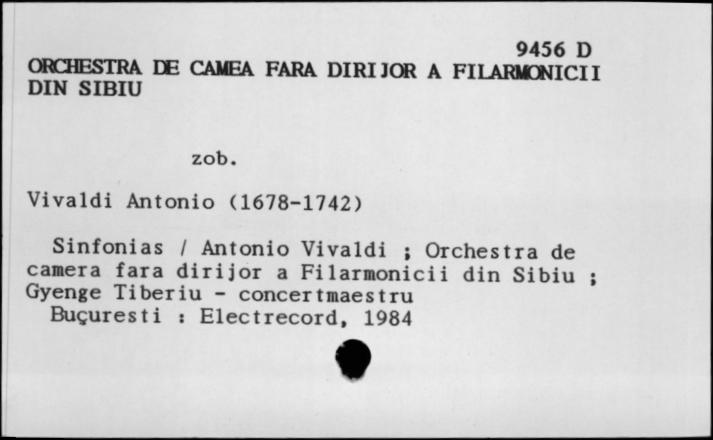 9456 D
ORCHESTRA DE CAMEA FARA DIRIJOR A FILARMONICII
DIN SIBIU
zob.
Vivaldi Antonio (1678-1742)
Sinfonias / Antonio Vivaldi ; Orchestra de
camera fara dirijor a Filarmonicii din Sibiu ;
Gyenge Tiberiu - concertmaestru
Buçuresti : Electrecord, 1984